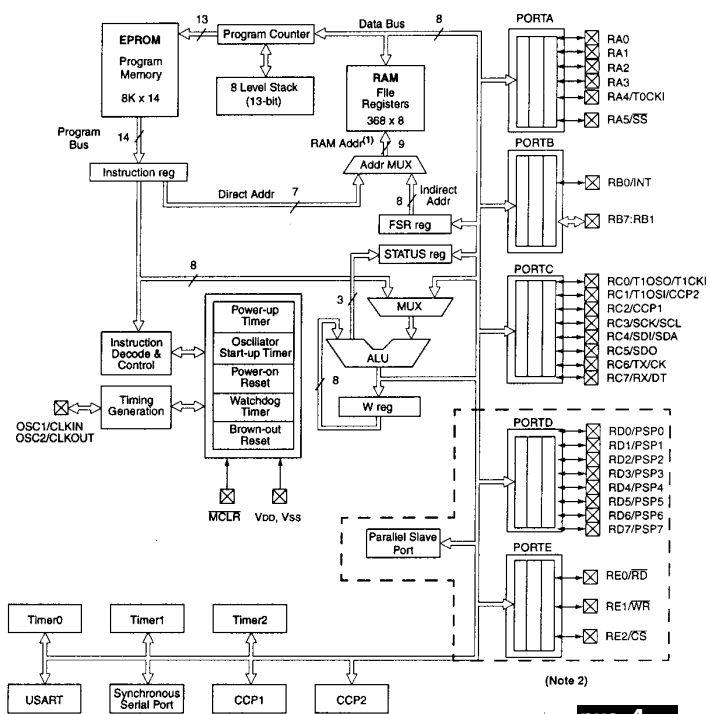 EPROM
Program
Memory
8K x 14
13
Program Counter
8 Level Stack
(13-bit)
Data Bus
8
RAM
File
Registers
368 x 8
Program
Bus
14
Instruction reg
RAM Addr(1)
9
Addr MUX
Direct Addr
7
8
Indirect
Addr
FSR reg
STATUS reg
8
3
MUX
ALU
8
W reg
Instruction
Decode &
Control
Timing
Generation
OSC1/CLKIN
OSC2/CLKOUT
Power-up
Timer
Oscillator
Start-up Timer
Power-on
Reset
Watchdog
Timer
Brown-out
Reset
MCLR
VDD, VSS
PORTA
RA0
RA1
RA2
RA3
RA4/T0CKI
RA5/SS
PORTB
RB0/INT
RB7:RB1
PORTC
RC0/T1OSO/T1CKI
RC1/T1OSI/CCP2
RC2/CCP1
RC3/SCK/SCL
RC4/SDI/SDA
RC5/SDO
RC6/TX/CK
RC7/RX/DT
PORTD
RD0/PSP0
RD1/PSP1
RD2/PSP2
RD3/PSP3
RD4/PSP4
RD5/PSP5
RD6/PSP6
RD7/PSP7
Parallel Slave
Port
PORTE
RE0/RD
RE1/WR
RE2/CS
(Note 2)
Timer0
Timer1
Timer2
USART
Synchronous
Serial Port
CCP1
CCP2